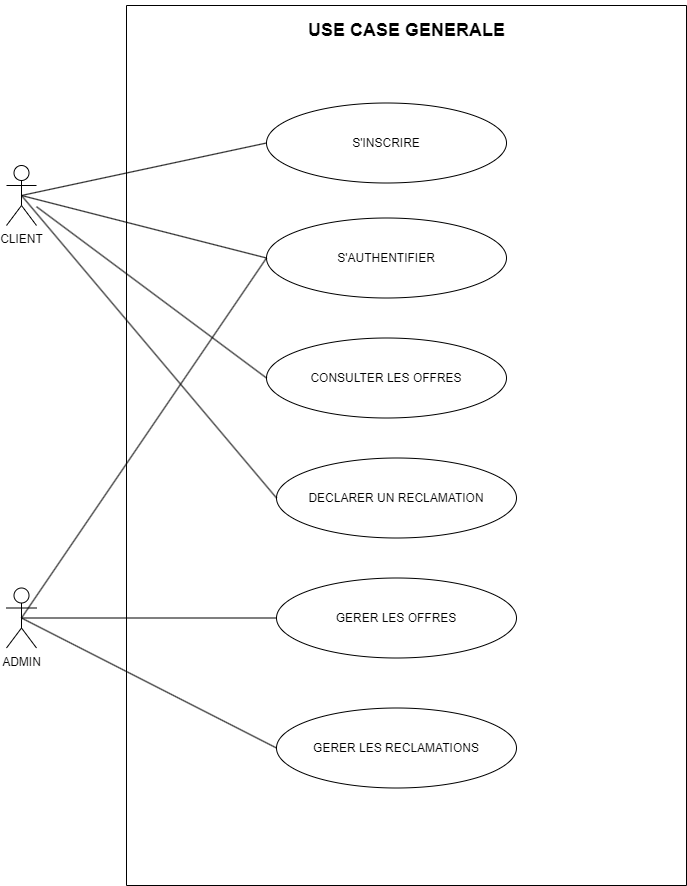 USE CASE GENERALE
S'INSCRIRE
CLIENT
S'AUTHENTIFIER
CONSULTER LES OFFRES
DECLARER UN RECLAMATION
GERER LES OFFRES
ADMIN
GERER LES RECLAMATIONS